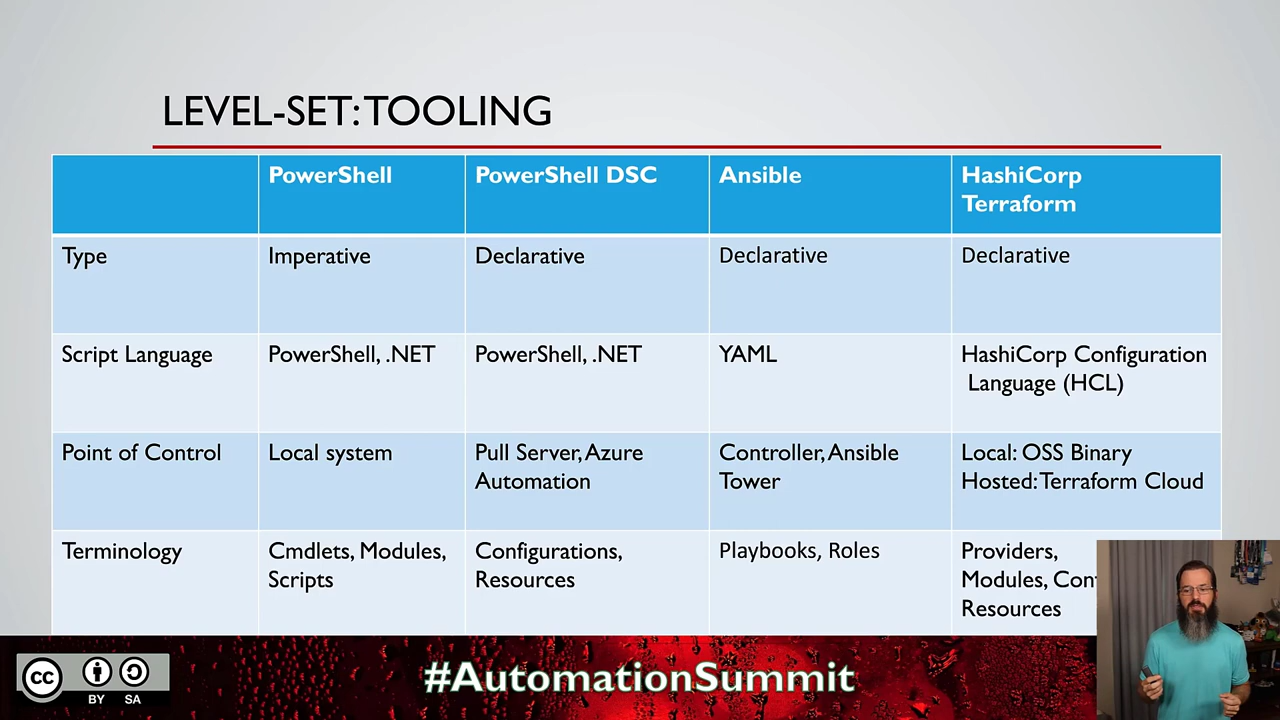 LEVEL-SET: TOOLING
PowerShell
PowerShell DSC
Ansible
HashiCorp
Terraform
Type
Imperative
Declarative
Declarative
Declarative
Script Language
PowerShell, .NET
PowerShell, .NET
YAML
HashiCorp Configuration
Language (HCL)
Point of Control
Local system
Pull Server, Azure
Automation
Controller, Ansible
Tower
Local: OSS Binary
Hosted: Terraform Cloud
Terminology
Cmdlets, Modules,
Scripts
Configurations,
Resources
Playbooks, Roles
Providers,
Modules,
Resources
cc
BY SA
#AutomationSummit